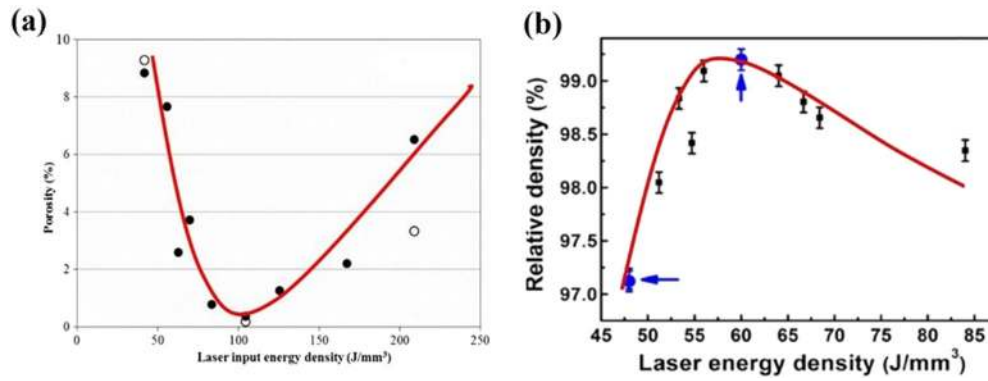 (a)
10
8
6
4
2
0
Porosity (%)
0 50 100 150 200 250
Laser input energy density (J/mm³)
(b)
99.0
98.5
98.0
97.5
97.0
Relative density (%)
45 50 55 60 65 70 75 80 85
Laser energy density (J/mm³)